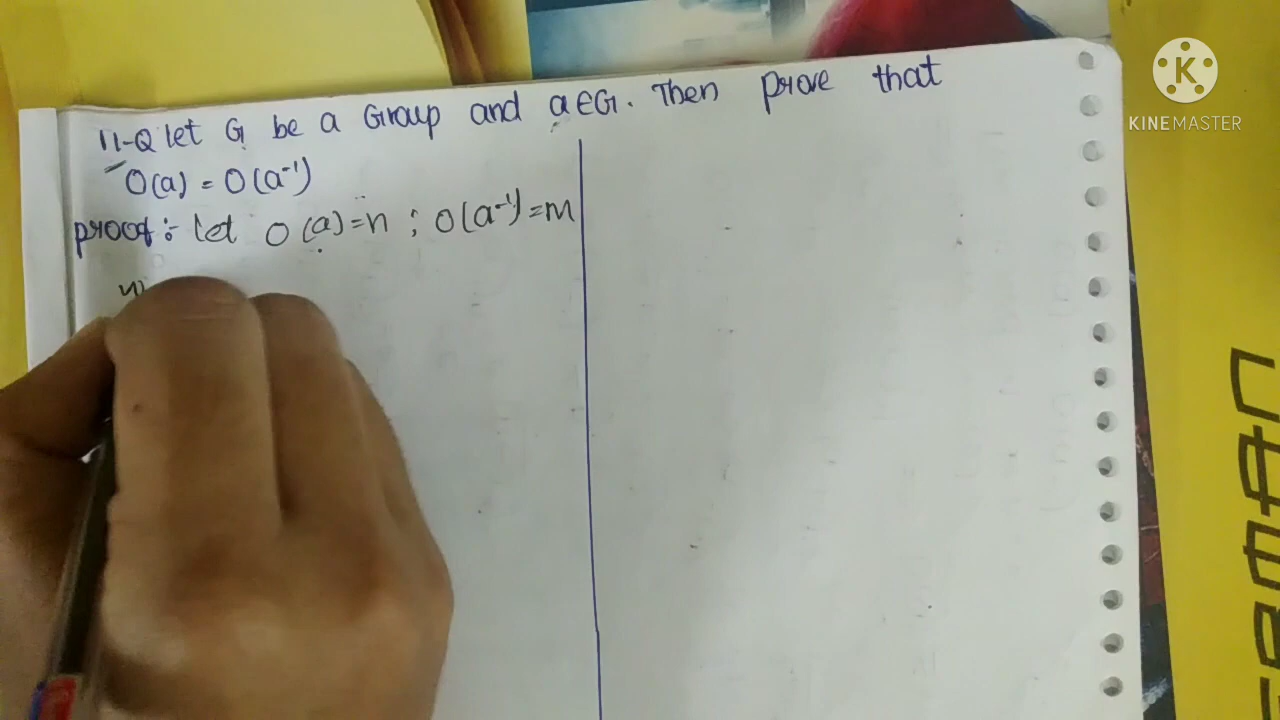 11-Q let G be a Group and a∈G. Then prove that
O(a) = O(a⁻¹)
proof :- let O(a)=n ; O(a⁻¹)=m
KINEMASTER